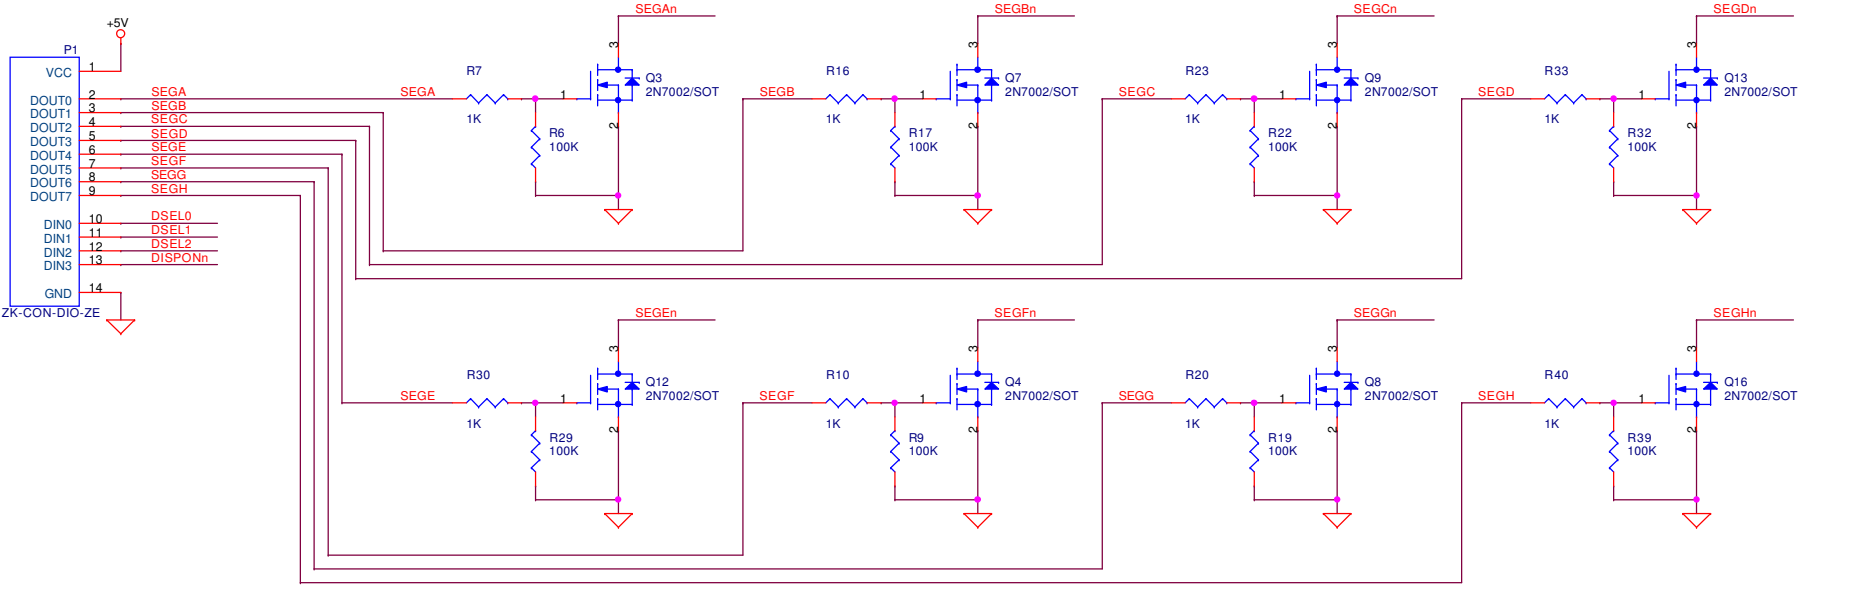 +5V
P1
VCC 1
DOUT0 2 SEGA
DOUT1 3 SEGB
DOUT2 4 SEGC
DOUT3 5 SEGD
DOUT4 6 SEGE
DOUT5 7 SEGF
DOUT6 8 SEGG
DOUT7 9 SEGH
DIN0 10 DSEL0
DIN1 11 DSEL1
DIN2 12 DSEL2
DIN3 13 DISPONn
GND 14
ZK-CON-DIO-ZE
SEGAn
3
SEGA
R7
1K
1
Q3
2N7002/SOT
2
R6
100K
SEGBn
3
SEGB
R16
1K
1
Q7
2N7002/SOT
2
R17
100K
SEGCn
3
SEGC
R23
1K
1
Q9
2N7002/SOT
2
R22
100K
SEGDn
3
SEGD
R33
1K
1
Q13
2N7002/SOT
2
R32
100K
SEGEn
3
SEGE
R30
1K
1
Q12
2N7002/SOT
2
R29
100K
SEGFn
3
SEGF
R10
1K
1
Q4
2N7002/SOT
2
R9
100K
SEGGn
3
SEGG
R20
1K
1
Q8
2N7002/SOT
2
R19
100K
SEGHn
3
SEGH
R40
1K
1
Q16
2N7002/SOT
2
R39
100K